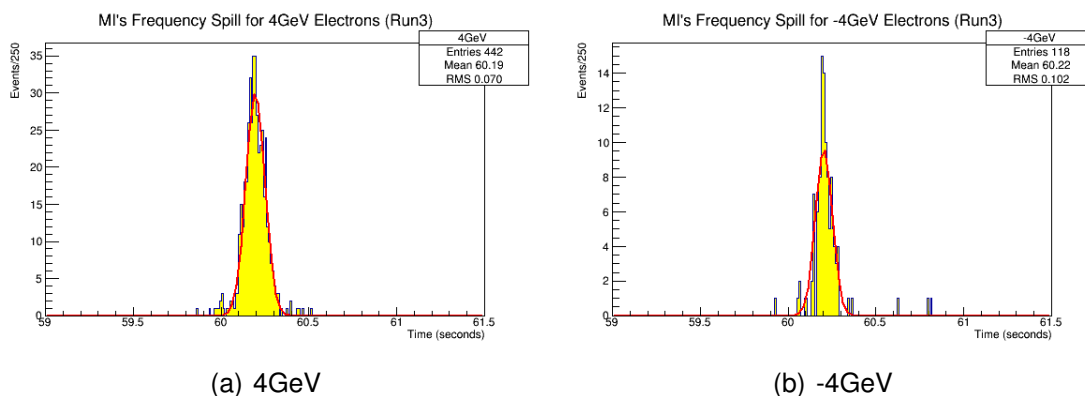 MI's Frequency Spill for 4GeV Electrons (Run3)
4GeV
Entries 442
Mean 60.19
RMS 0.070
Events/250
35
30
25
20
15
10
5
0
59
59.5
60
60.5
61
61.5
Time (seconds)
(a) 4GeV
MI's Frequency Spill for -4GeV Electrons (Run3)
-4GeV
Entries 118
Mean 60.22
RMS 0.102
Events/250
14
12
10
8
6
4
2
0
59
59.5
60
60.5
61
61.5
Time (seconds)
(b) -4GeV